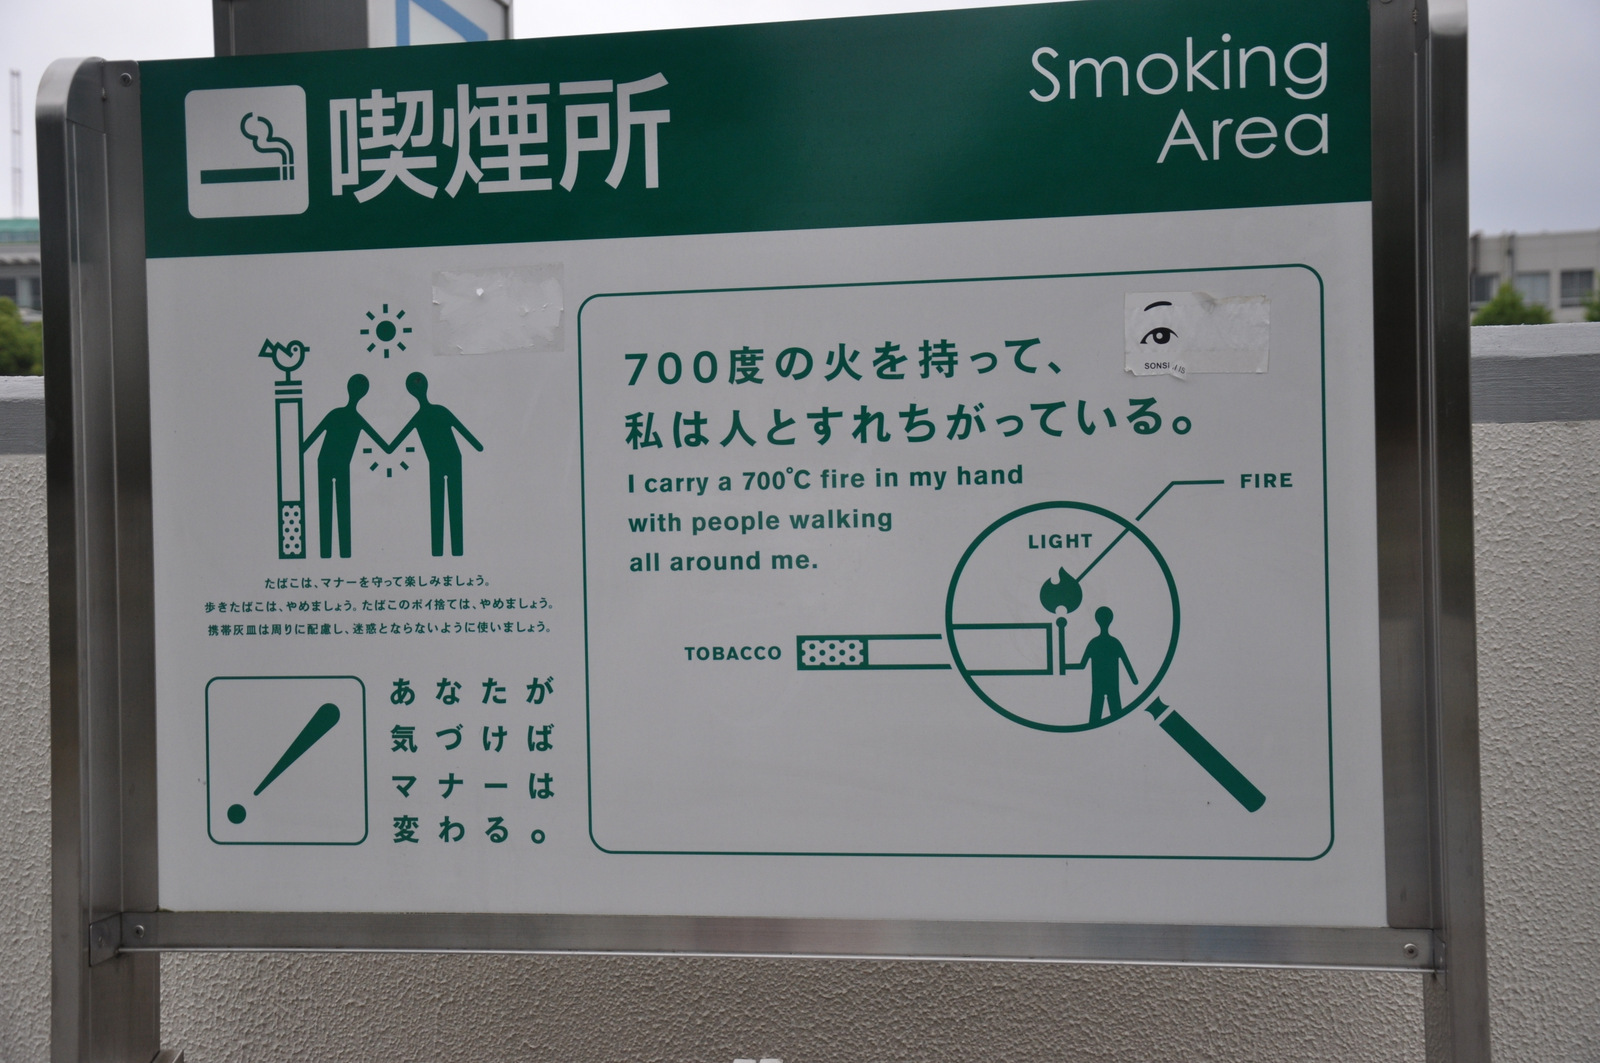 喫煙所
Smoking
Area
700度の火を持って、
私は人とすれちがっている。
I carry a 700°C fire in my hand
with people walking
all around me.
FIRE
LIGHT
TOBACCO
たばこは、マナーを守って楽しみましょう。
歩きたばこは、やめましょう。たばこのポイ捨ては、やめましょう。
携帯灰皿は周りに配慮し、迷惑とならないように使いましょう。
あなたが
気づけば
マナーは
変わる。